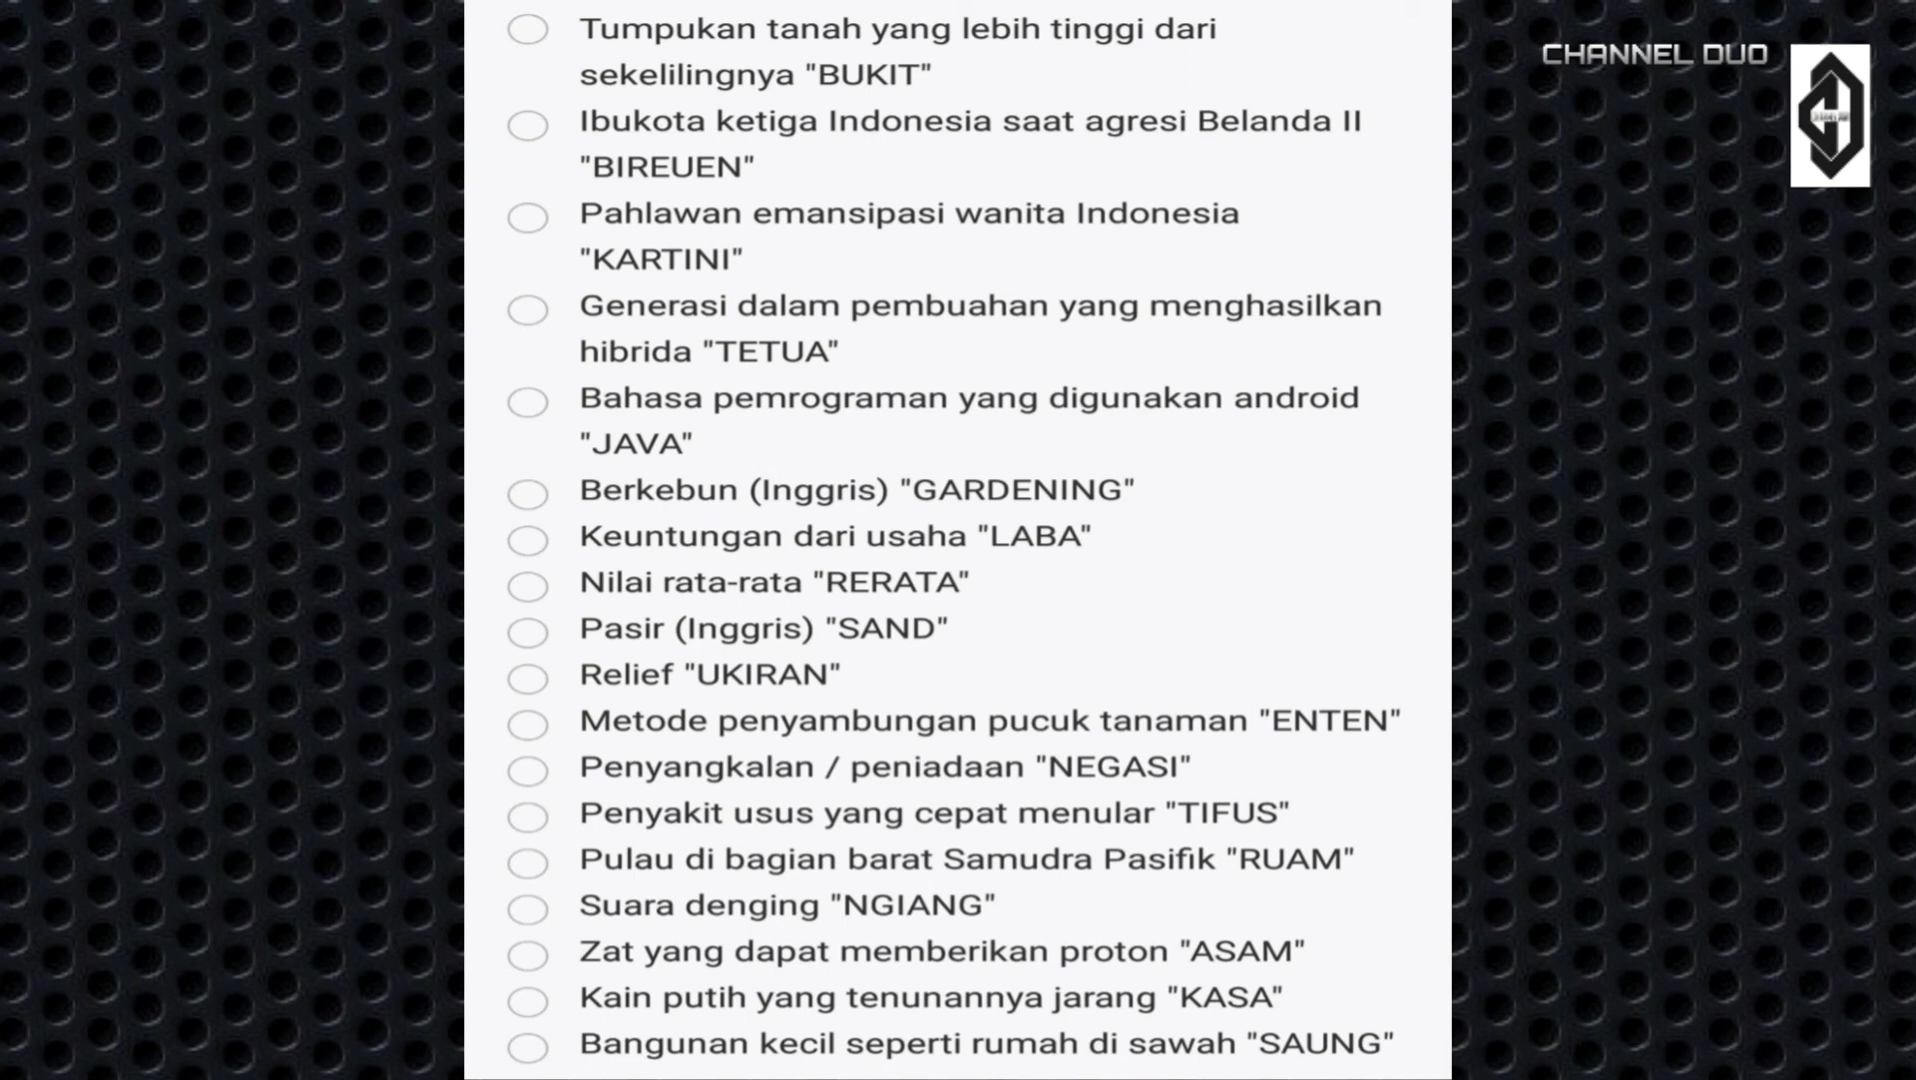 Tumpukan tanah yang lebih tinggi dari
sekelilingnya "BUKIT"
Ibukota ketiga Indonesia saat agresi Belanda II
"BIREUEN"
Pahlawan emansipasi wanita Indonesia
"KARTINI"
Generasi dalam pembuahan yang menghasilkan
hibrida "TETUA"
Bahasa pemrograman yang digunakan android
"JAVA"
Berkebun (Inggris) "GARDENING"
Keuntungan dari usaha "LABA"
Nilai rata-rata "RERATA"
Pasir (Inggris) "SAND"
Relief "UKIRAN"
Metode penyambungan pucuk tanaman "ENTEN"
Penyangkalan / peniadaan "NEGASI"
Penyakit usus yang cepat menular "TIFUS"
Pulau di bagian barat Samudra Pasifik "RUAM"
Suara denging "NGIANG"
Zat yang dapat memberikan proton "ASAM"
Kain putih yang tenunannya jarang "KASA"
Bangunan kecil seperti rumah di sawah "SAUNG"
CHANNEL DUO